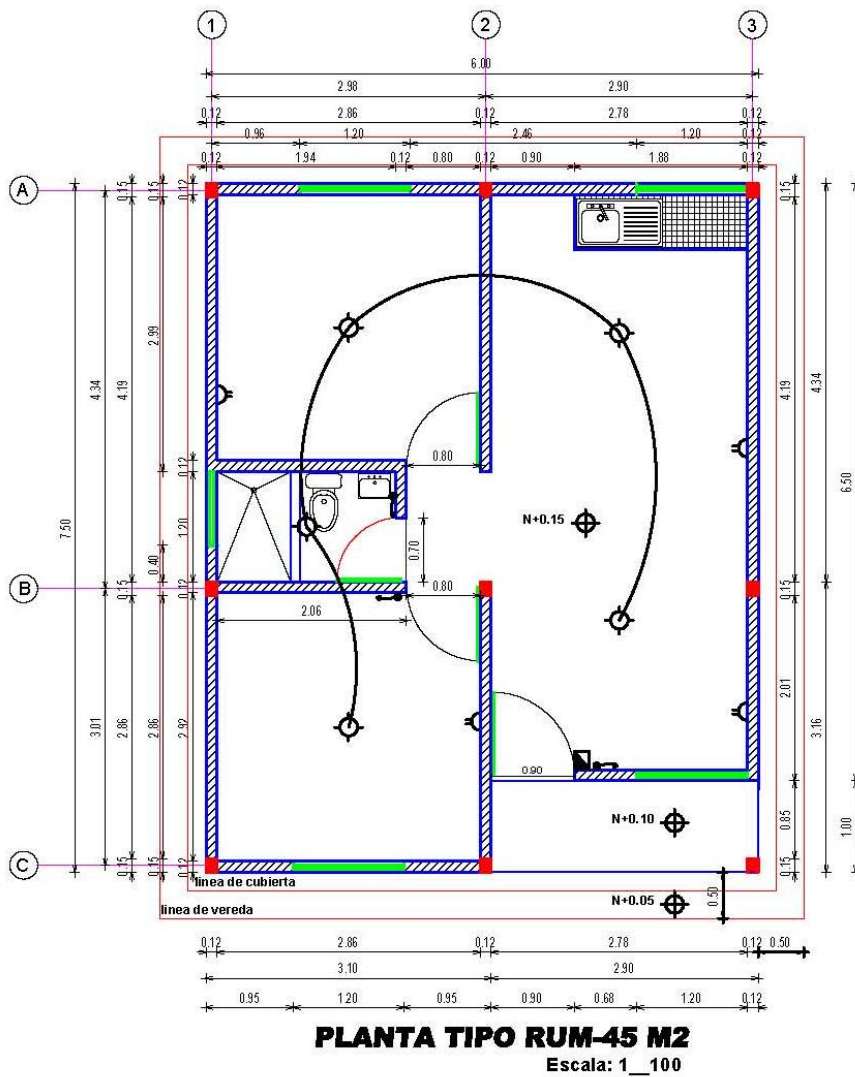 1 2 3
6.00
2.98 2.90
0.12 2.86 0.12 2.78 0.12
0.96 1.20 2.46 1.20
0.12 1.94 0.12 0.80 0.12 0.90 1.88 0.12
A
B
C
7.50
4.34 3.01
0.15 4.19 0.15 2.86 0.15
0.15 2.99 0.40 0.15 2.86 0.15
0.12 0.12 1.20 0.12 2.92 0.12
0.80
0.70
0.80
2.06
0.90
N+0.15
N+0.10
N+0.05
0.50
0.15 4.19 0.15 2.01 0.85 0.15
4.34 3.16
6.50 1.00
linea de cubierta
linea de vereda
0.12 2.86 0.12 2.78 0.12 0.50
3.10 2.90
0.95 1.20 0.95 0.90 0.68 1.20 0.12
PLANTA TIPO RUM-45 M2
Escala: 1__100